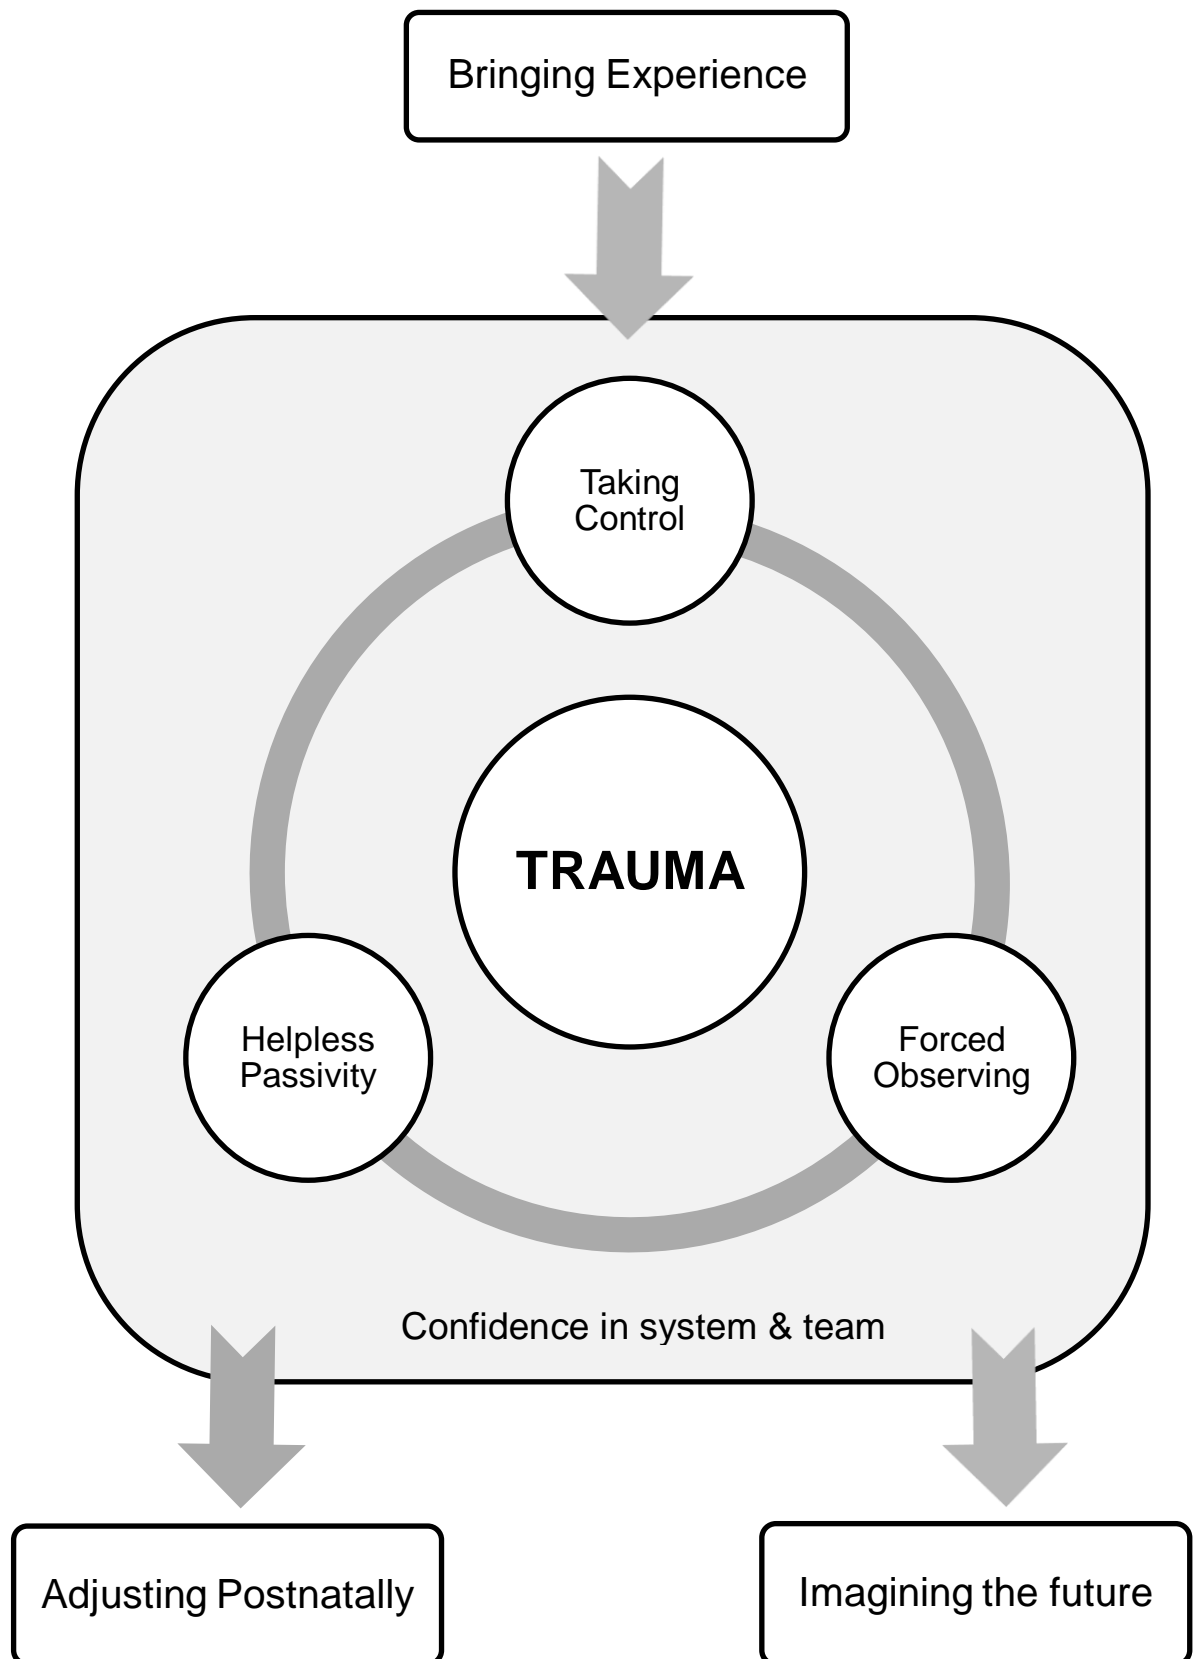 Bringing Experience
Taking
Control
TRAUMA
Helpless
Passivity
Forced
Observing
Confidence in system & team
Adjusting Postnatally
Imagining the future